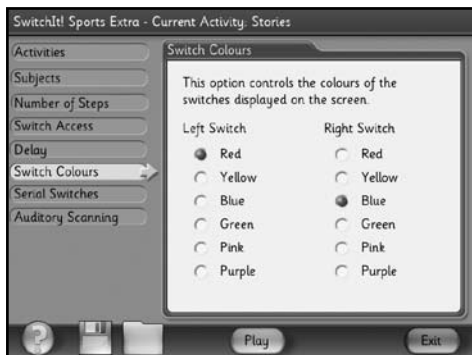 SwitchIt! Sports Extra - Current Activity: Stories
Activities
Subjects
Number of Steps
Switch Access
Delay
Switch Colours
Serial Switches
Auditory Scanning
Switch Colours
This option controls the colours of the
switches displayed on the screen.
Left Switch Right Switch
Red Red
Yellow Yellow
Blue Blue
Green Green
Pink Pink
Purple Purple
? Play Exit